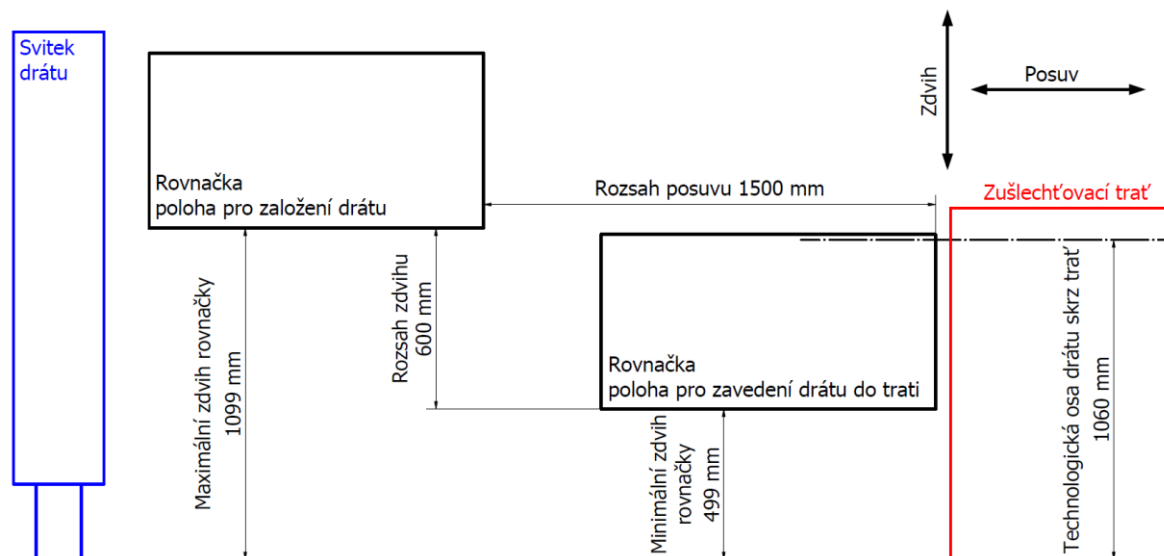 Svitek
drátu
Rovnačka
poloha pro založení drátu
Maximální zdvih rovnačky
1099 mm
Rozsah zdvihu
600 mm
Rozsah posuvu 1500 mm
Zdvih
Posuv
Zušlechťovací trať
Rovnačka
poloha pro zavedení drátu do trati
Minimální zdvih
rovnačky
499 mm
Technologická osa drátu skrz trať
1060 mm